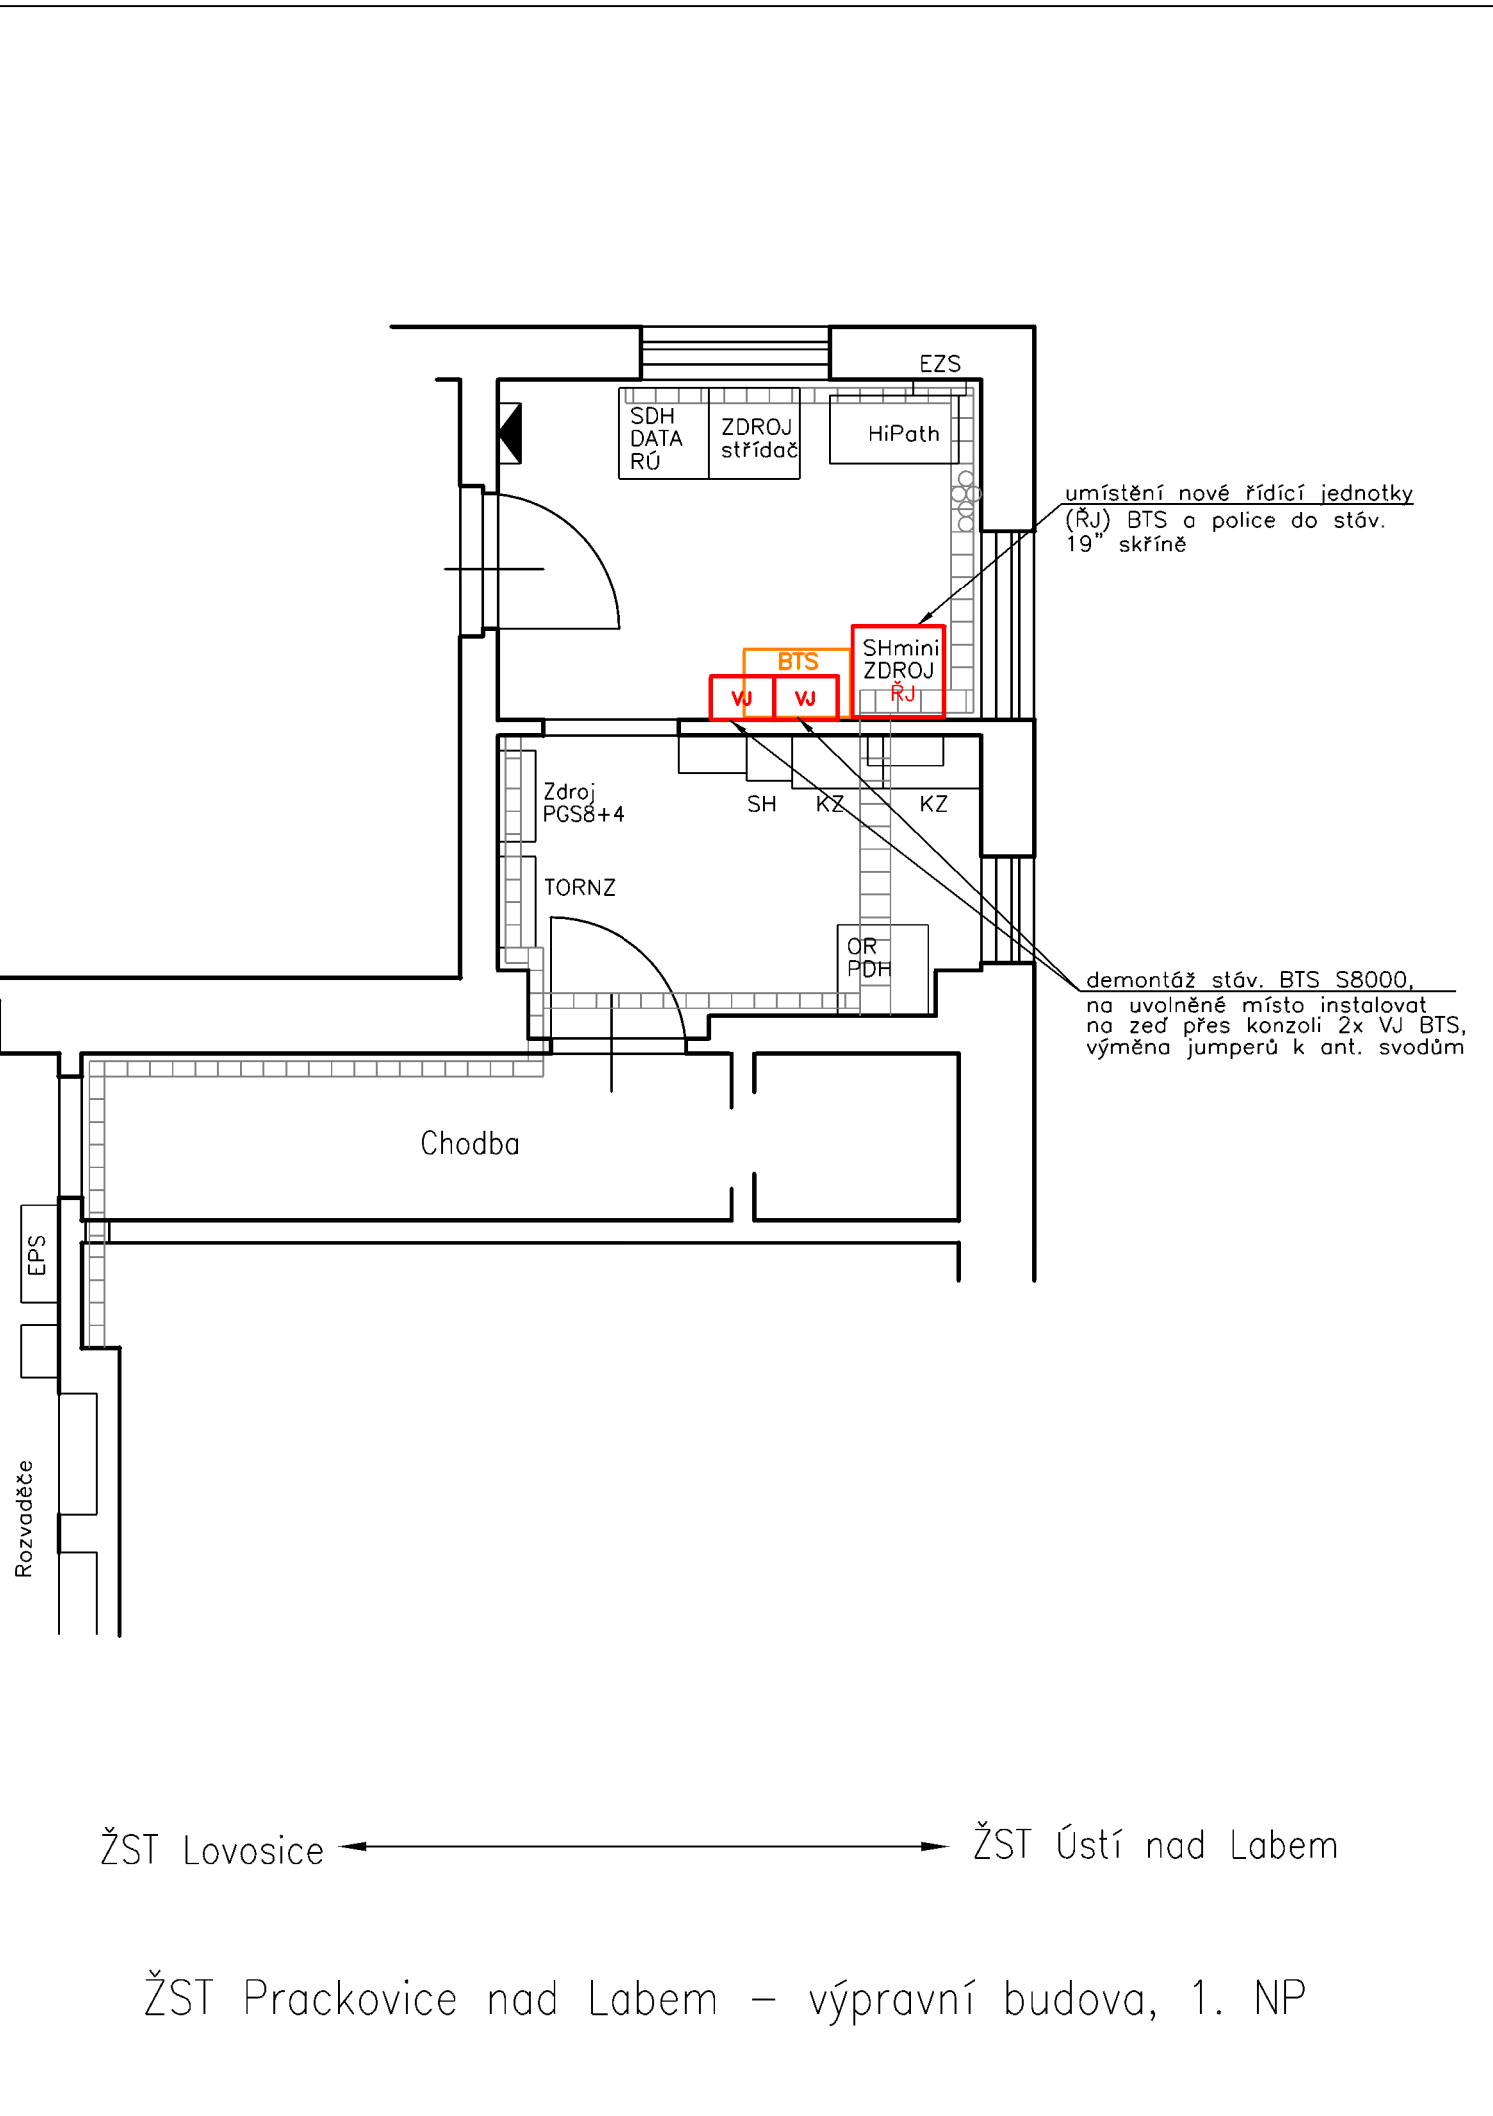 EZS
SDH
DATA
RÚ
ZDROJ
střídač
HiPath
umístění nové řídící jednotky
(ŘJ) BTS a police do stáv.
19" skříně
BTS
SHmini
ZDROJ
ŘJ
VJ
VJ
Zdroj
PGS8+4
SH
KZ
KZ
TORNZ
OR
PDH
demontáž stáv. BTS S8000,
na uvolněné místo instalovat
na zeď přes konzoli 2x VJ BTS,
výměna jumperů k ant. svodům
Chodba
EPS
Rozvaděče
ŽST Lovosice
ŽST Ústí nad Labem
ŽST Prackovice nad Labem – výpravní budova, 1. NP